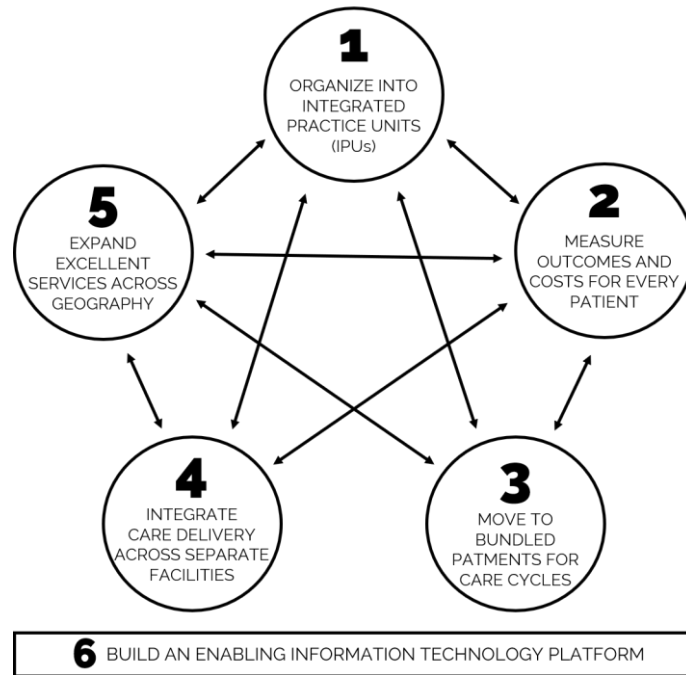 1
ORGANIZE INTO
INTEGRATED
PRACTICE UNITS
(IPUs)
2
MEASURE
OUTCOMES AND
COSTS FOR EVERY
PATIENT
3
MOVE TO
BUNDLED
PATMENTS FOR
CARE CYCLES
4
INTEGRATE
CARE DELIVERY
ACROSS SEPARATE
FACILITIES
5
EXPAND
EXCELLENT
SERVICES ACROSS
GEOGRAPHY
6 BUILD AN ENABLING INFORMATION TECHNOLOGY PLATFORM